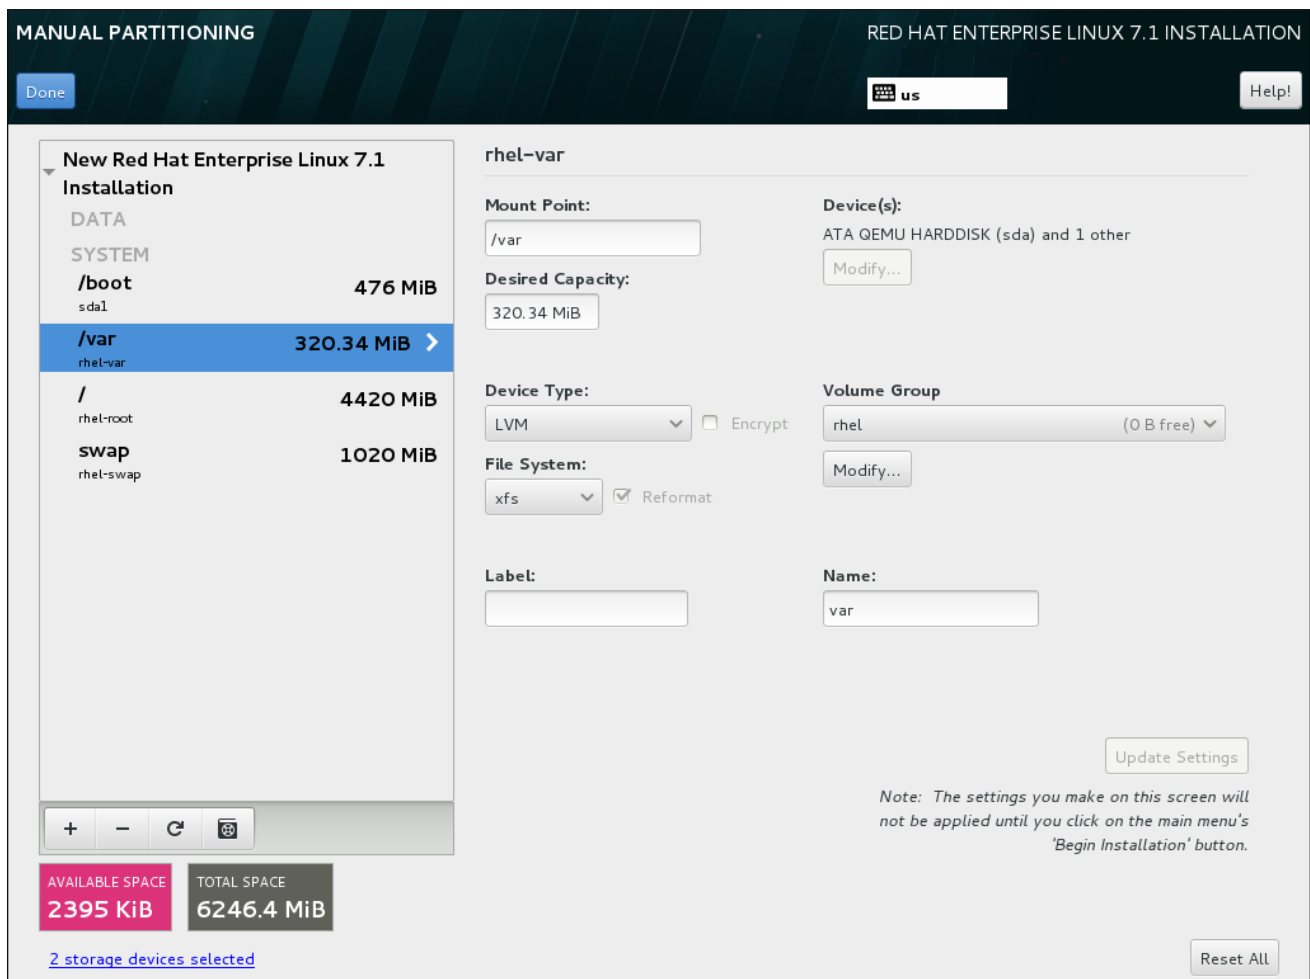 MANUAL PARTITIONING
RED HAT ENTERPRISE LINUX 7.1 INSTALLATION
Done
us
Help!
New Red Hat Enterprise Linux 7.1
Installation
DATA
SYSTEM
/boot
476 MiB
sda1
/var
320.34 MiB
rhel-var
/
4420 MiB
rhel-root
swap
1020 MiB
rhel-swap
+ −
AVAILABLE SPACE
2395 KiB
TOTAL SPACE
6246.4 MiB
2 storage devices selected
rhel-var
Mount Point:
/var
Device(s):
ATA QEMU HARDDISK (sda) and 1 other
Modify...
Desired Capacity:
320.34 MiB
Device Type:
LVM
Encrypt
Volume Group
rhel (0 B free)
Modify...
File System:
xfs
Reformat
Label:
Name:
var
Update Settings
Note: The settings you make on this screen will
not be applied until you click on the main menu's
'Begin Installation' button.
Reset All